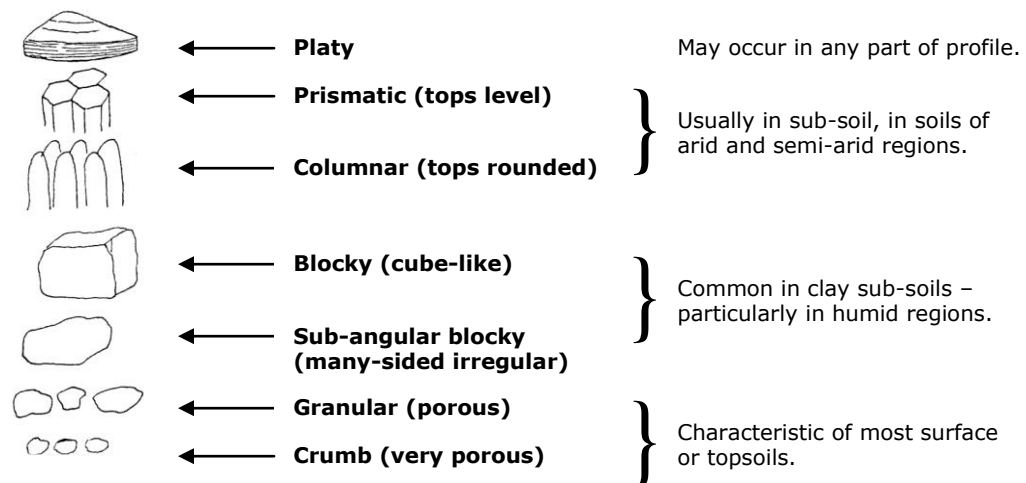 Platy
May occur in any part of profile.
Prismatic (tops level)
Usually in sub-soil, in soils of
arid and semi-arid regions.
Columnar (tops rounded)
Blocky (cube-like)
Common in clay sub-soils –
particularly in humid regions.
Sub-angular blocky
(many-sided irregular)
Granular (porous)
Characteristic of most surface
or topsoils.
Crumb (very porous)